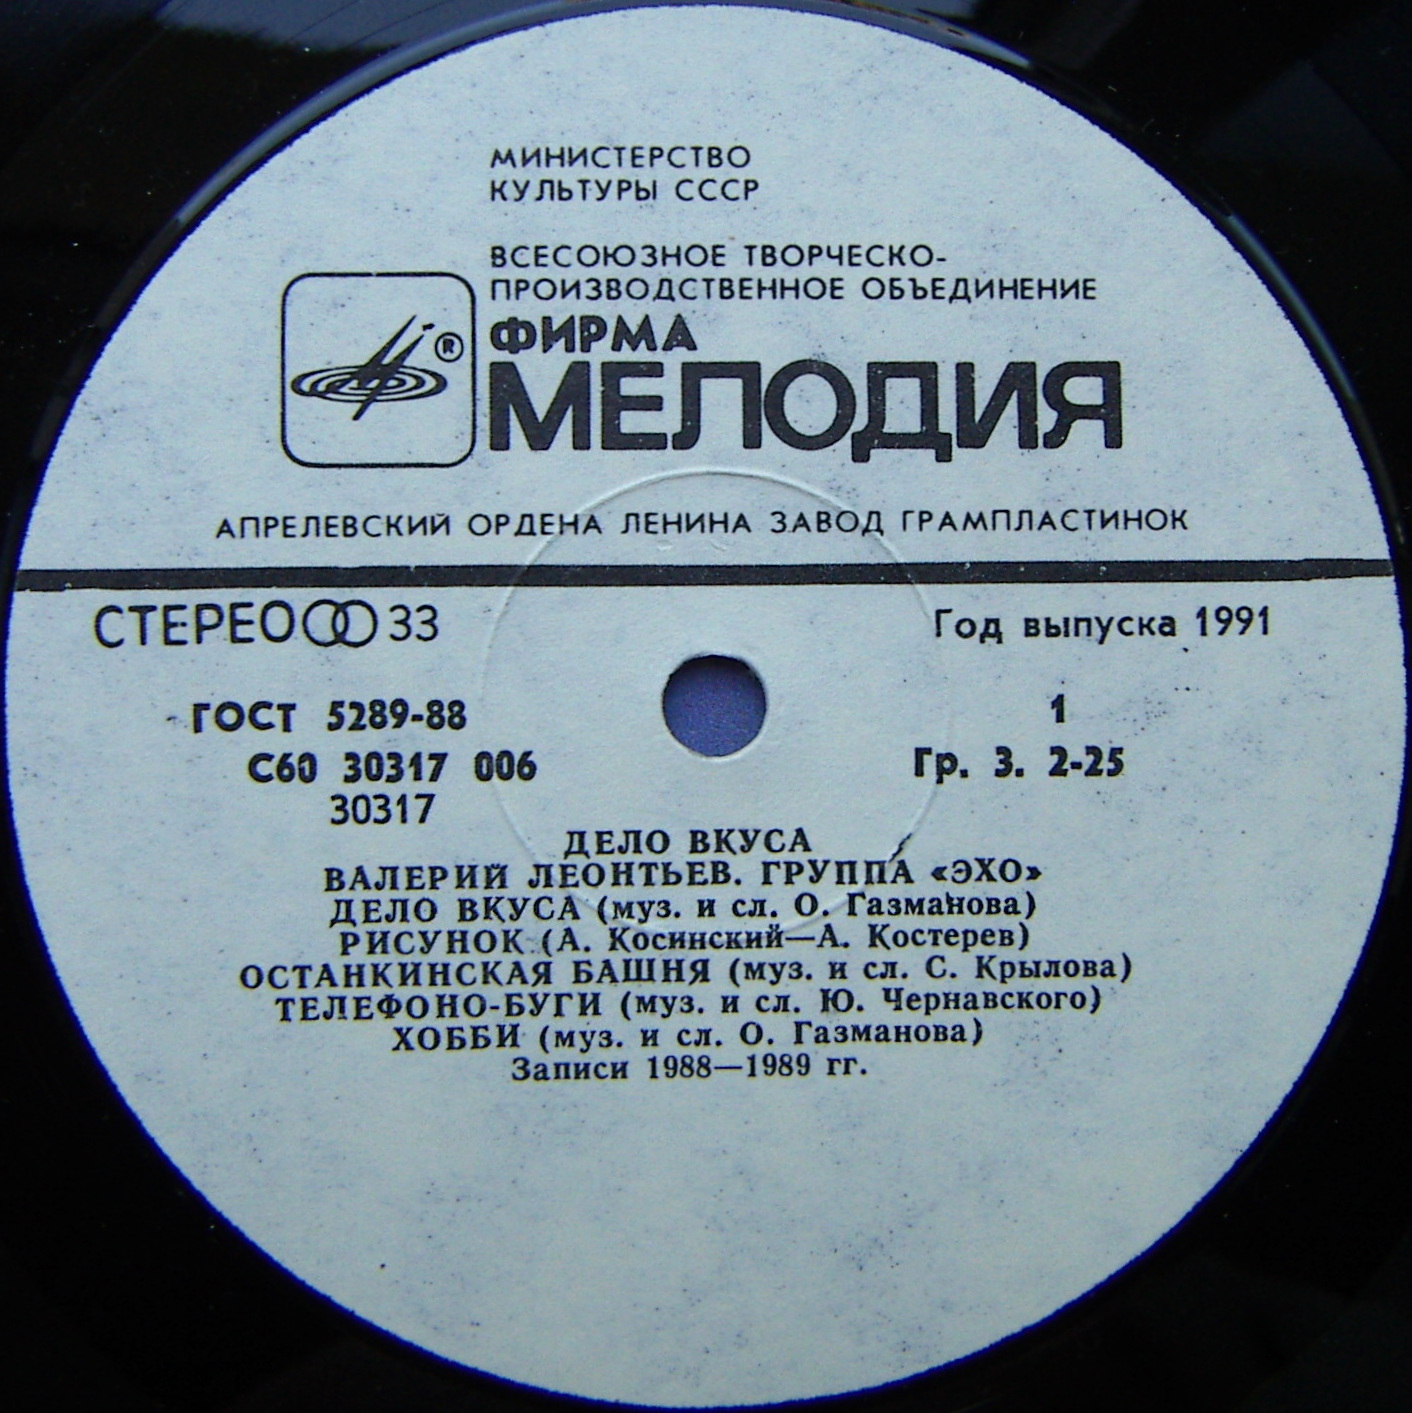 МИНИСТЕРСТВО
КУЛЬТУРЫ СССР
ВСЕСОЮЗНОЕ ТВОРЧЕСКО-
ПРОИЗВОДСТВЕННОЕ ОБЪЕДИНЕНИЕ
ФИРМА
®
МЕЛОДИЯ
АПРЕЛЕВСКИЙ ОРДЕНА ЛЕНИНА ЗАВОД ГРАМПЛАСТИНОК
СТЕРЕО 33
Год выпуска 1991
ГОСТ 5289-88
1
С60 30317 006
Гр. 3. 2-25
30317
ДЕЛО ВКУСА
ВАЛЕРИЙ ЛЕОНТЬЕВ. ГРУППА «ЭХО»
ДЕЛО ВКУСА (муз. и сл. О. Газманова)
РИСУНОК (А. Косинский—А. Костерев)
ОСТАНКИНСКАЯ БАШНЯ (муз. и сл. С. Крылова)
ТЕЛЕФОНО-БУГИ (муз. и сл. Ю. Чернавского)
ХОББИ (муз. и сл. О. Газманова)
Записи 1988—1989 гг.